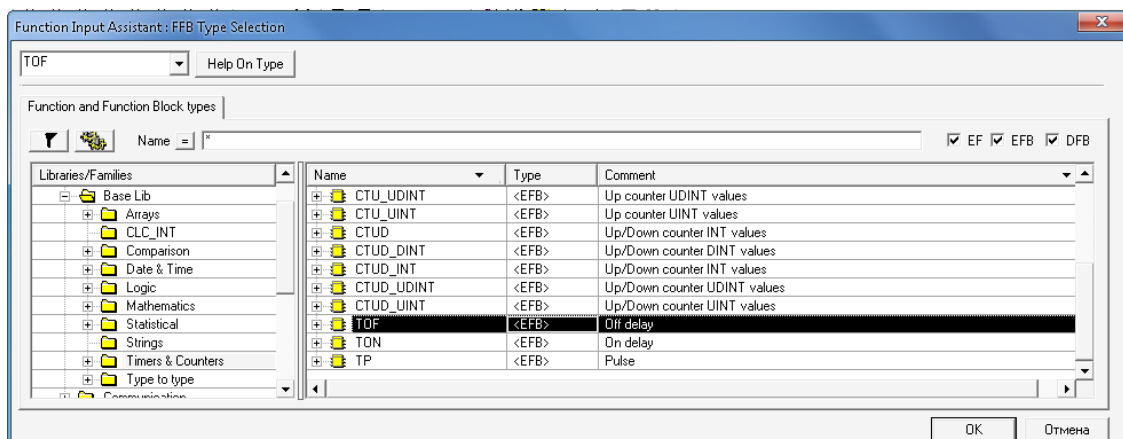 Function Input Assistant : FFB Type Selection
TOF Help On Type
Function and Function Block types
Name = * EF EFB DFB
Libraries/Families
Base Lib
Arrays
CLC_INT
Comparison
Date & Time
Logic
Mathematics
Statistical
Strings
Timers & Counters
Type to type
Communication
Name Type Comment
CTU_UDINT <EFB> Up counter UDINT values
CTU_UINT <EFB> Up counter UINT values
CTUD <EFB> Up/Down counter INT values
CTUD_DINT <EFB> Up/Down counter DINT values
CTUD_INT <EFB> Up/Down counter INT values
CTUD_UDINT <EFB> Up/Down counter UDINT values
CTUD_UINT <EFB> Up/Down counter UINT values
TOF <EFB> Off delay
TON <EFB> On delay
TP <EFB> Pulse
OK Отмена